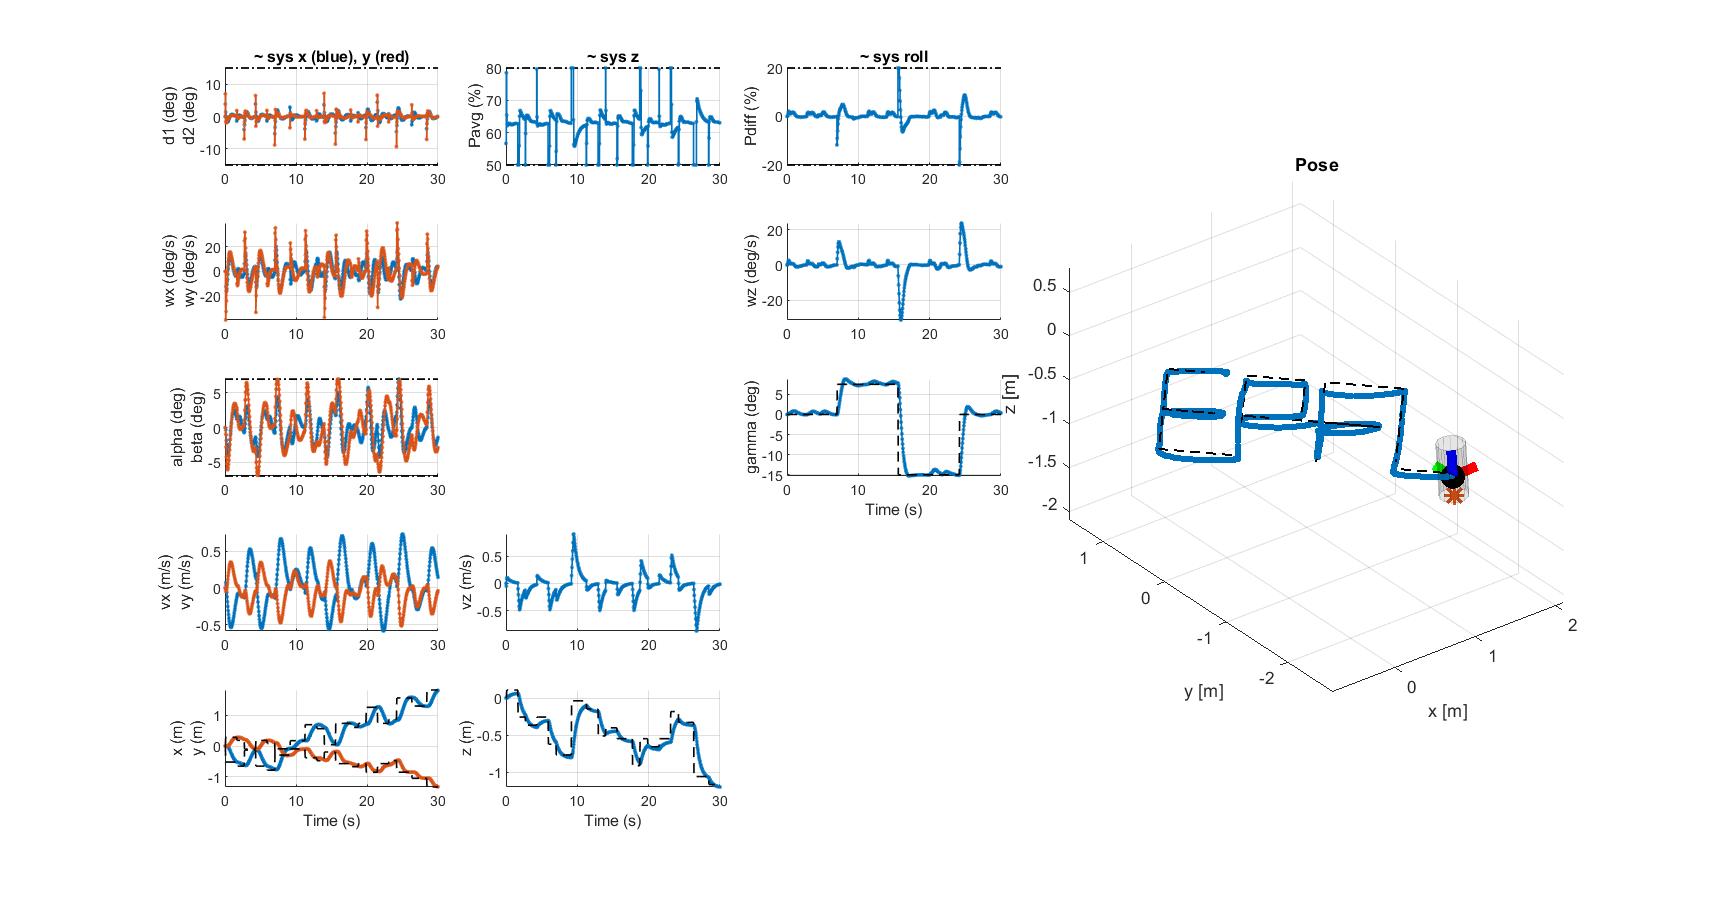 ~ sys x (blue), y (red)
~ sys z
~ sys roll
d1 (deg)
d2 (deg)
10
0
-10
0 10 20 30
Pavg (%)
80
70
60
50
0 10 20 30
Pdiff (%)
20
0
-20
0 10 20 30
wx (deg/s)
wy (deg/s)
20
0
-20
0 10 20 30
wz (deg/s)
0
-20
0 10 20 30
alpha (deg)
beta (deg)
5
0
-5
0 10 20 30
gamma (deg)
5
0
-5
-10
-15
0 10 20 30
Time (s)
vx (m/s)
vy (m/s)
0.5
0
-0.5
0 10 20 30
vz (m/s)
0.5
0
-0.5
0 10 20 30
x (m)
y (m)
1
0
-1
0 10 20 30
Time (s)
z (m)
0
-0.5
-1
0 10 20 30
Time (s)
Pose
z [m]
0.5
0
-0.5
-1
-1.5
-2
1
0
-1
-2
y [m]
0
1
2
x [m]